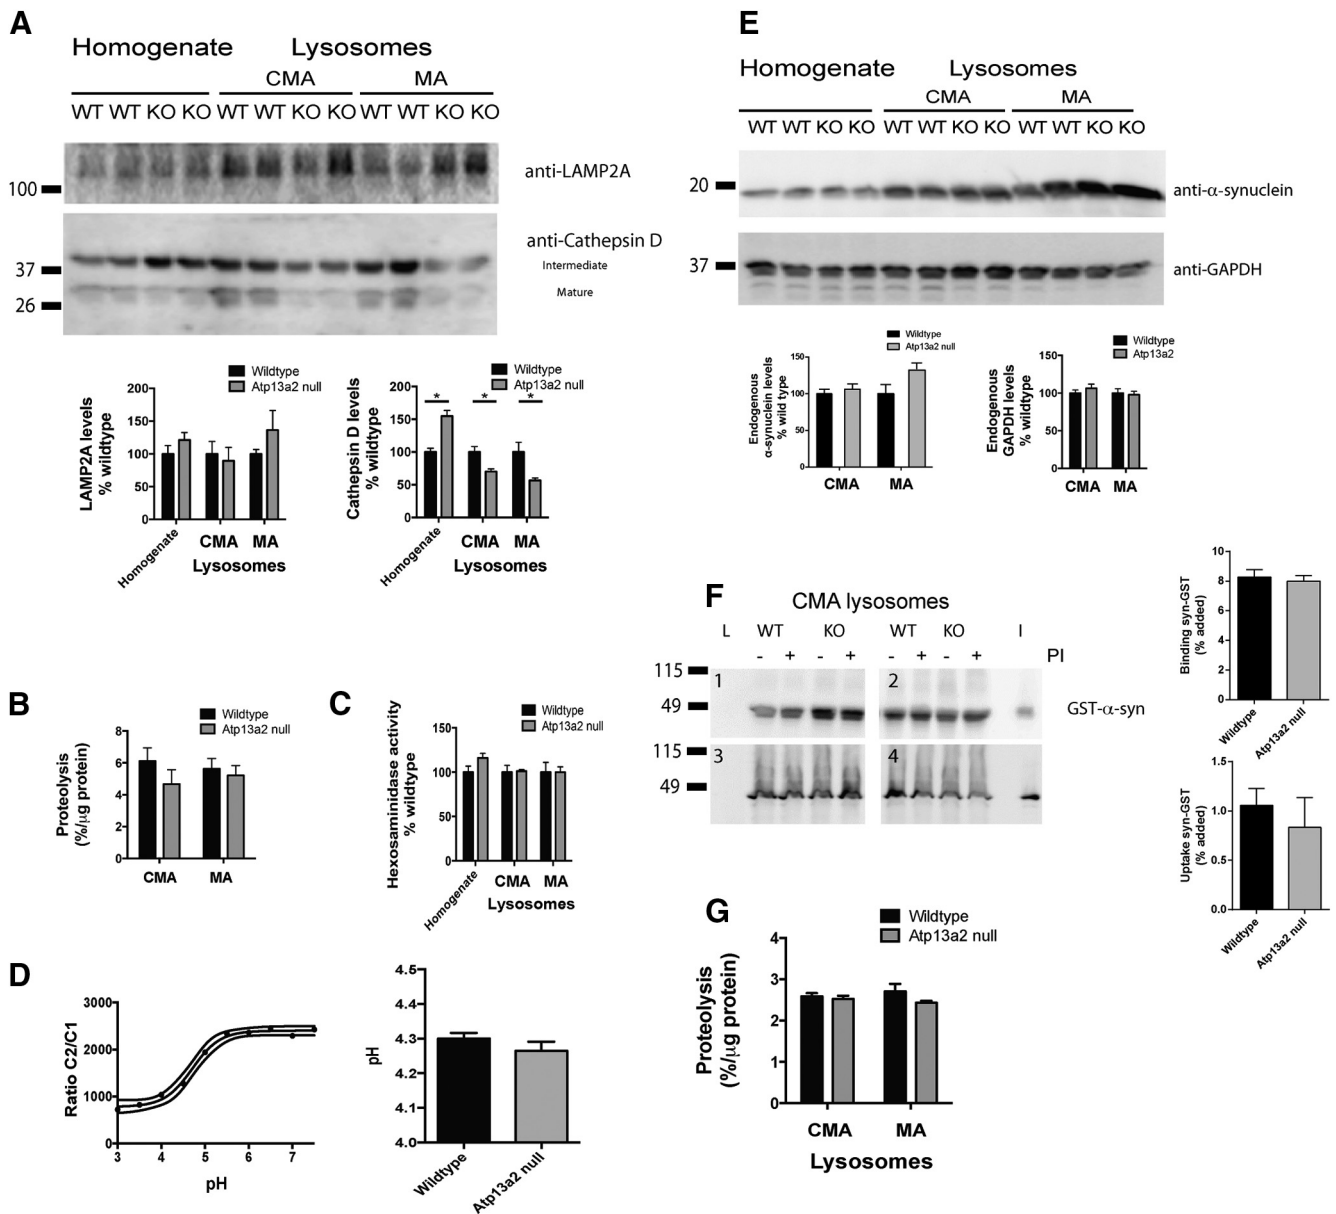 A
Homogenate Lysosomes
CMA MA
WT WT KO KO WT WT KO KO WT WT KO KO
100
anti-LAMP2A
anti-Cathepsin D
37
Intermediate
26
Mature
Wildtype
Atp13a2 null
LAMP2A levels
% wildtype
200
150
100
50
0
Homogenate
CMA MA
Lysosomes
Wildtype
Atp13a2 null
Cathepsin D levels
% wildtype
200
150
100
50
0
* * *
Homogenate
CMA MA
Lysosomes
B
Wildtype
Atp13a2 null
Proteolysis
(%/µg protein)
8
6
4
2
0
CMA MA
C
Wildtype
Atp13a2 null
Hexosaminidase activity
% wildtype
150
100
50
0
Homogenate
CMA MA
Lysosomes
D
Ratio C2/C1
3000
2000
1000
0
3 4 5 6 7
pH
pH
4.5
4.4
4.3
4.2
4.1
4.0
Wildtype
Atp13a2 null
E
Homogenate Lysosomes
CMA MA
WT WT KO KO WT WT KO KO WT WT KO KO
20
anti-α-synuclein
37
anti-GAPDH
Wildtype
Atp13a2 null
Endogenous
α-synuclein levels
% wild type
150
100
50
0
CMA MA
Wildtype
Atp13a2
Endogenous
GAPDH levels
% wildtype
150
100
50
0
CMA MA
F
CMA lysosomes
L WT KO WT KO I
- + - + - + - + PI
115
49
1 2
GST-α-syn
115
49
3 4
Binding syn-GST
(% added)
10
8
6
4
2
0
Wildtype
Atp13a2 null
Uptake syn-GST
(% added)
1.5
1.0
0.5
0.0
Wildtype
Atp13a2 null
G
Wildtype
Atp13a2 null
Proteolysis
(%/µg protein)
4
3
2
1
0
CMA MA
Lysosomes